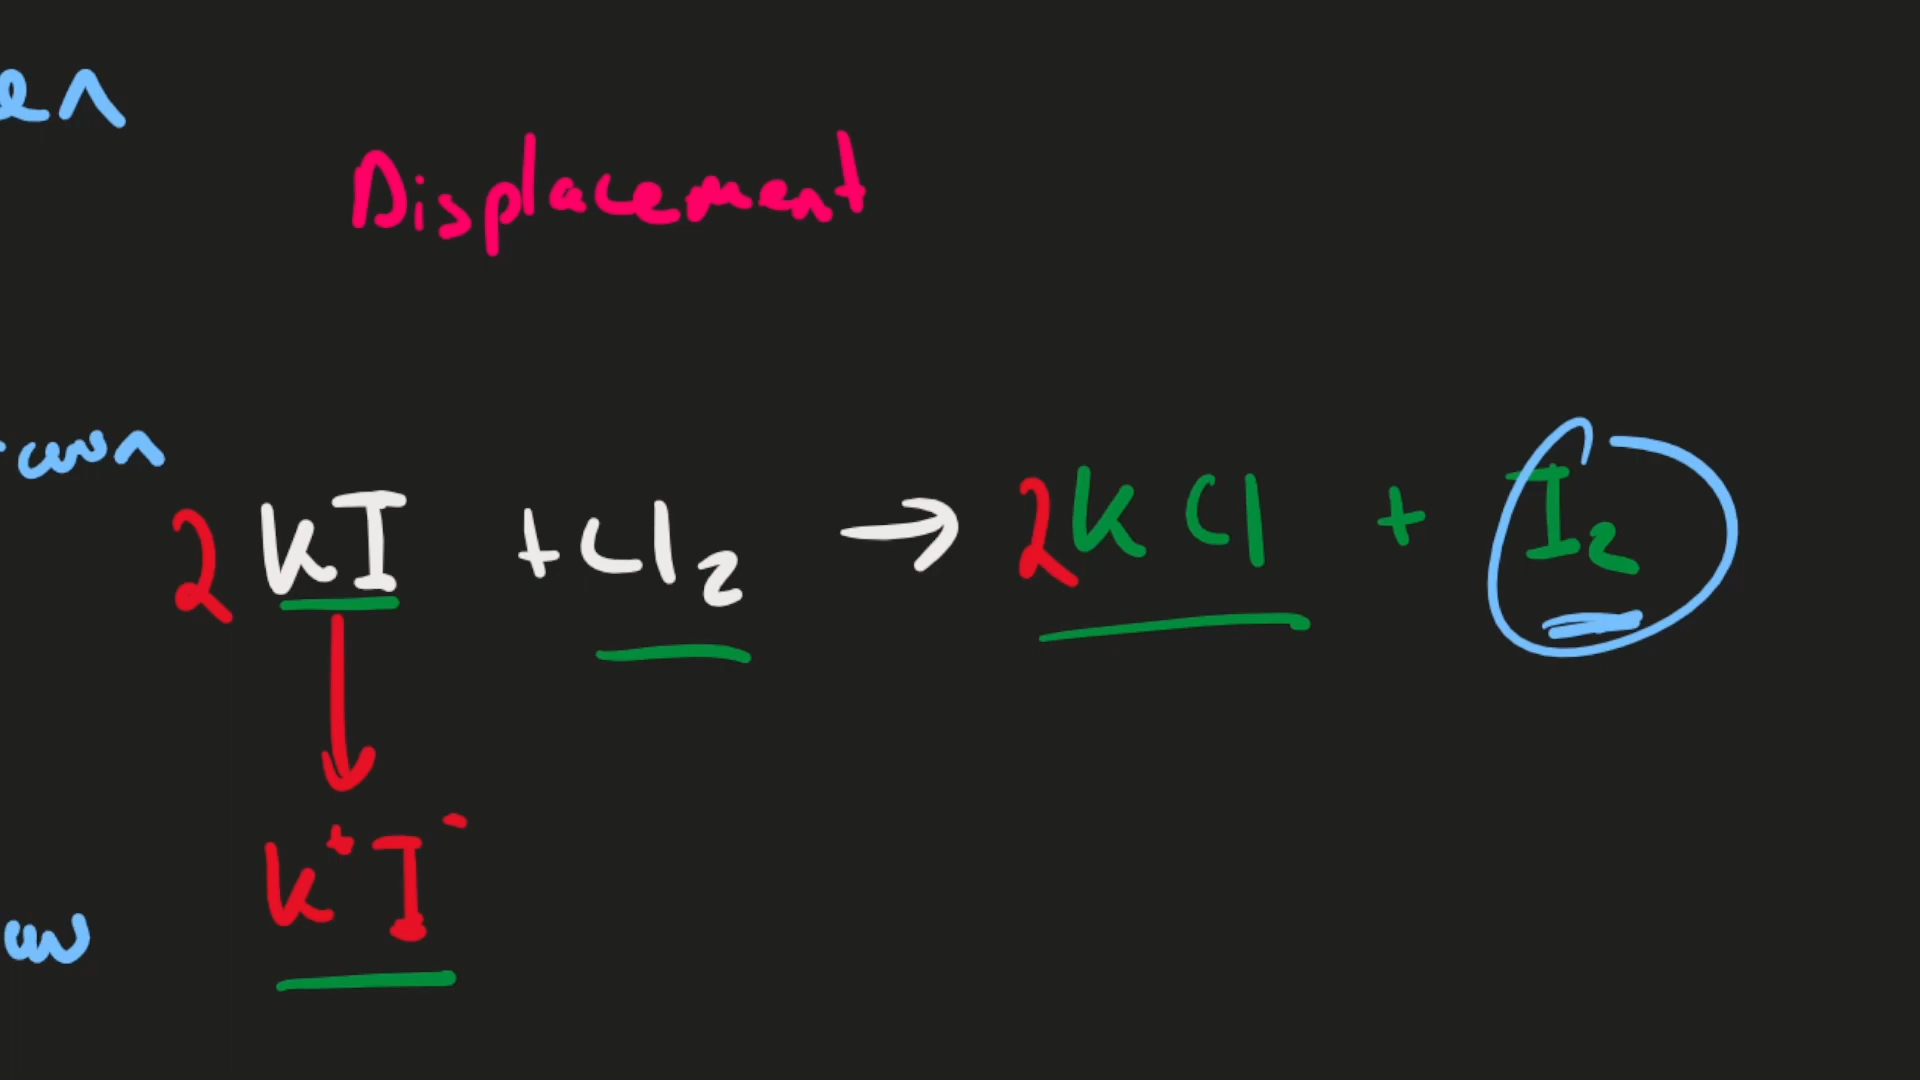 Displacement
2KI + Cl₂ → 2KCl + I₂
K⁺I⁻